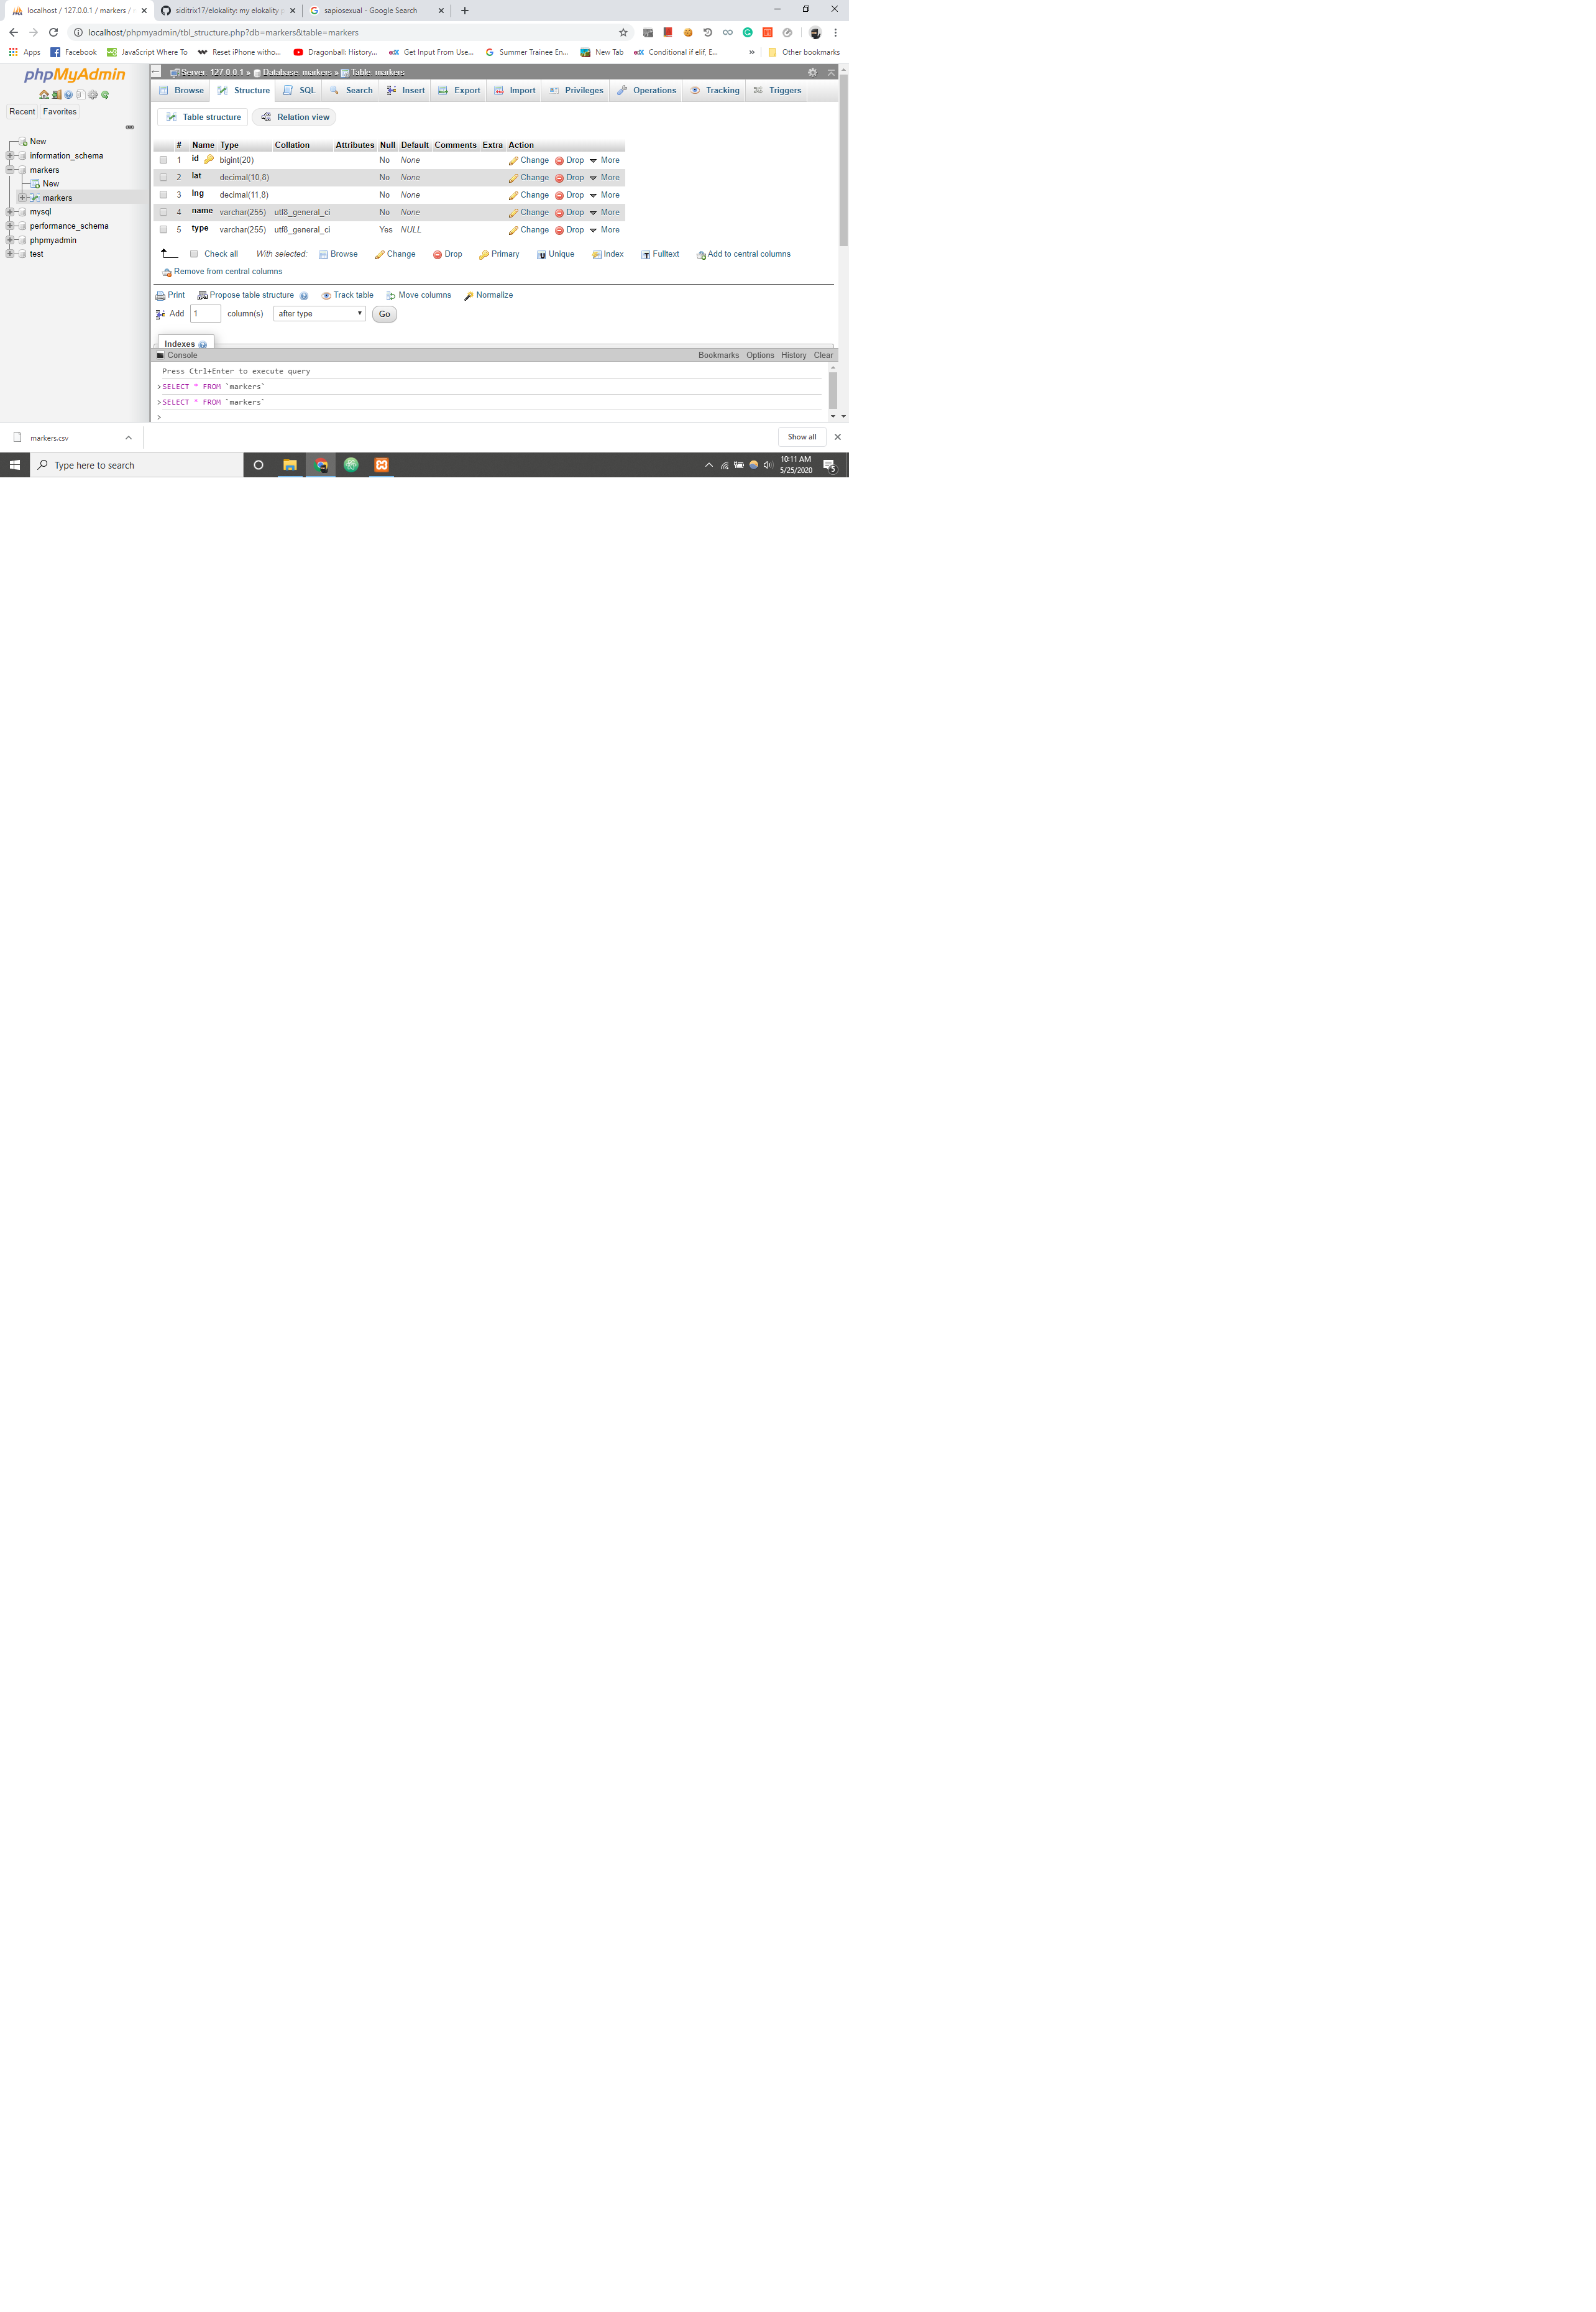 localhost / 127.0.0.1 / markers /
siditrix17/elokality: my elokality
sapiosexual - Google Search
localhost/phpmyadmin/tbl_structure.php?db=markers&table=markers
Apps Facebook JavaScript Where To Reset iPhone witho... Dragonball: History... Get Input From Use... Summer Trainee En... New Tab Conditional if elif, E... » Other bookmarks
phpMyAdmin
Recent Favorites
New
information_schema
markers
New
markers
mysql
performance_schema
phpmyadmin
test
Server: 127.0.0.1 » Database: markers » Table: markers
Browse Structure SQL Search Insert Export Import Privileges Operations Tracking Triggers
Table structure Relation view
# Name Type Collation Attributes Null Default Comments Extra Action
1 id bigint(20) No None Change Drop More
2 lat decimal(10,8) No None Change Drop More
3 lng decimal(11,8) No None Change Drop More
4 name varchar(255) utf8_general_ci No None Change Drop More
5 type varchar(255) utf8_general_ci Yes NULL Change Drop More
Check all With selected: Browse Change Drop Primary Unique Index Fulltext Add to central columns
Remove from central columns
Print Propose table structure Track table Move columns Normalize
Add 1 column(s) after type Go
Indexes
Console Bookmarks Options History Clear
Press Ctrl+Enter to execute query
>SELECT * FROM `markers`
>SELECT * FROM `markers`
>
markers.csv Show all
Type here to search
10:11 AM
5/25/2020
5